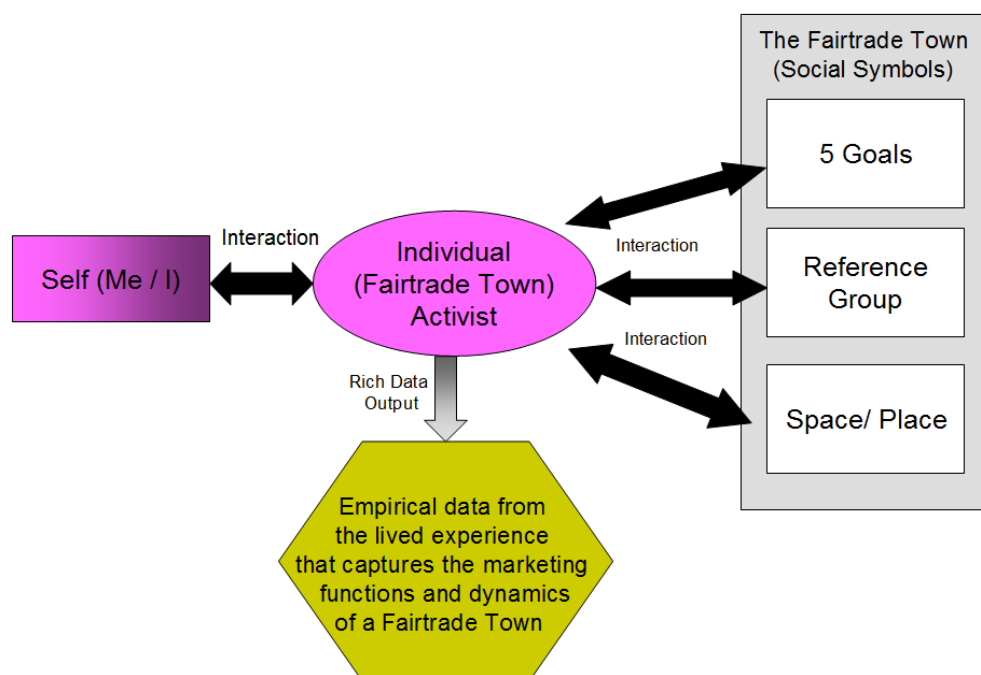 The Fairtrade Town
(Social Symbols)
5 Goals
Interaction
Self (Me / I)
Individual
(Fairtrade Town)
Activist
Interaction
Reference
Group
Interaction
Rich Data
Output
Space/ Place
Empirical data from
the lived experience
that captures the marketing
functions and dynamics
of a Fairtrade Town